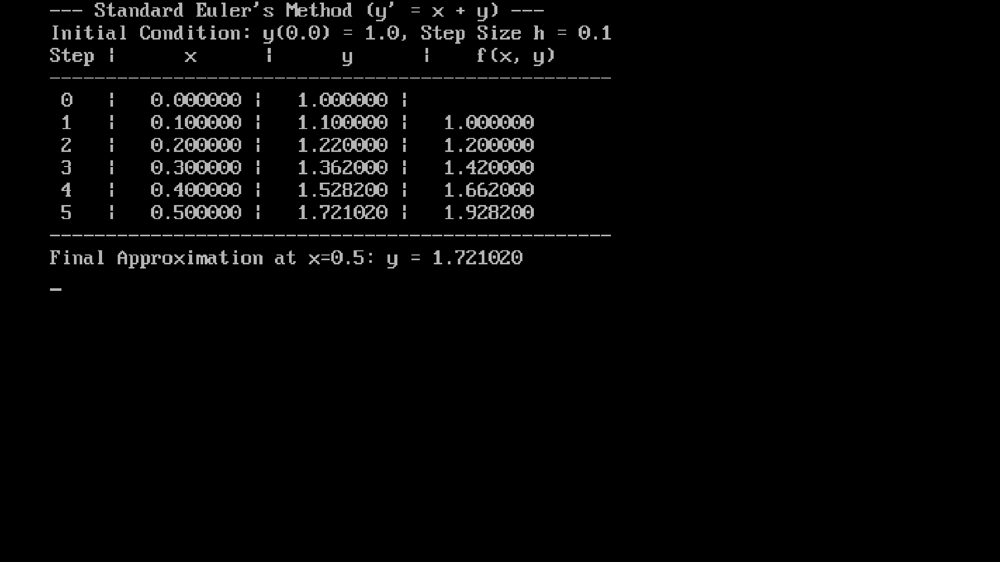 --- Standard Euler's Method (y' = x + y) ---
Initial Condition: y(0.0) = 1.0, Step Size h = 0.1
Step |      x      |      y      |    f(x, y)
--------------------------------------------------
 0   |   0.000000 |   1.000000 |
 1   |   0.100000 |   1.100000 |   1.000000
 2   |   0.200000 |   1.220000 |   1.200000
 3   |   0.300000 |   1.362000 |   1.420000
 4   |   0.400000 |   1.528200 |   1.662000
 5   |   0.500000 |   1.721020 |   1.928200
--------------------------------------------------
Final Approximation at x=0.5: y = 1.721020
_